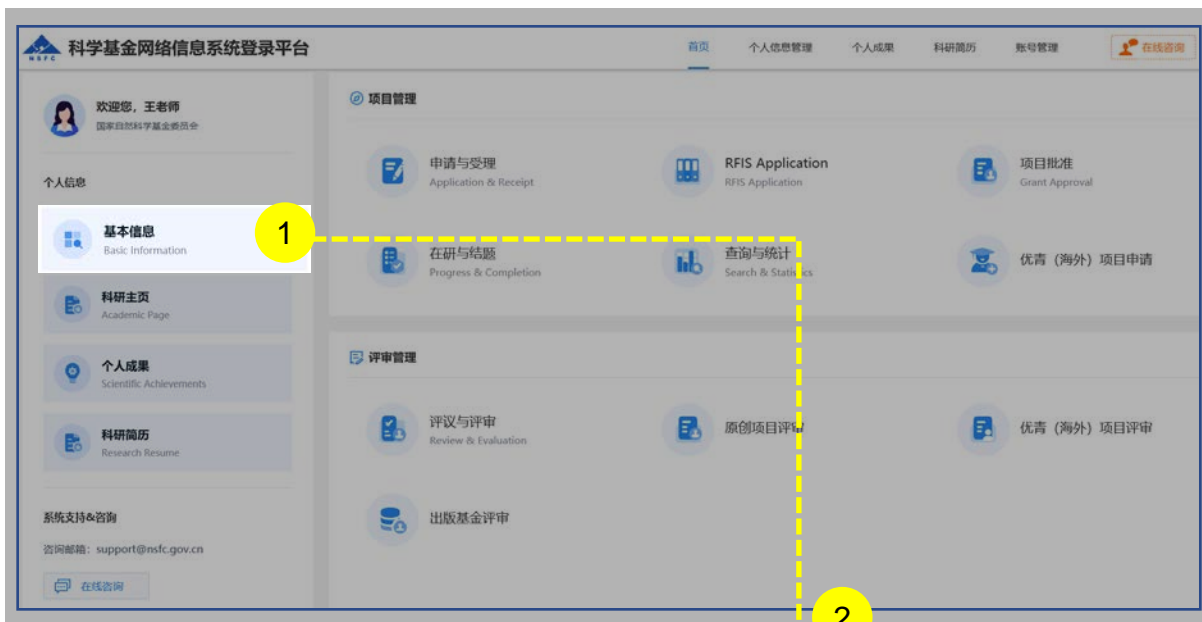 NSFC
科学基金网络信息系统登录平台
首页 个人信息管理 个人成果 科研简历 账号管理 在线咨询
欢迎您，王老师
国家自然科学基金委员会
个人信息
基本信息
Basic Information
1
科研主页
Academic Page
个人成果
Scientific Achievements
科研简历
Research Resume
系统支持&咨询
咨询邮箱：support@nsfc.gov.cn
在线咨询
项目管理
申请与受理
Application & Receipt
RFIS Application
RFIS Application
项目批准
Grant Approval
在研与结题
Progress & Completion
查询与统计
Search & Statistics
优青（海外）项目申请
评审管理
评议与评审
Review & Evaluation
原创项目评审
优青（海外）项目评审
出版基金评审
2